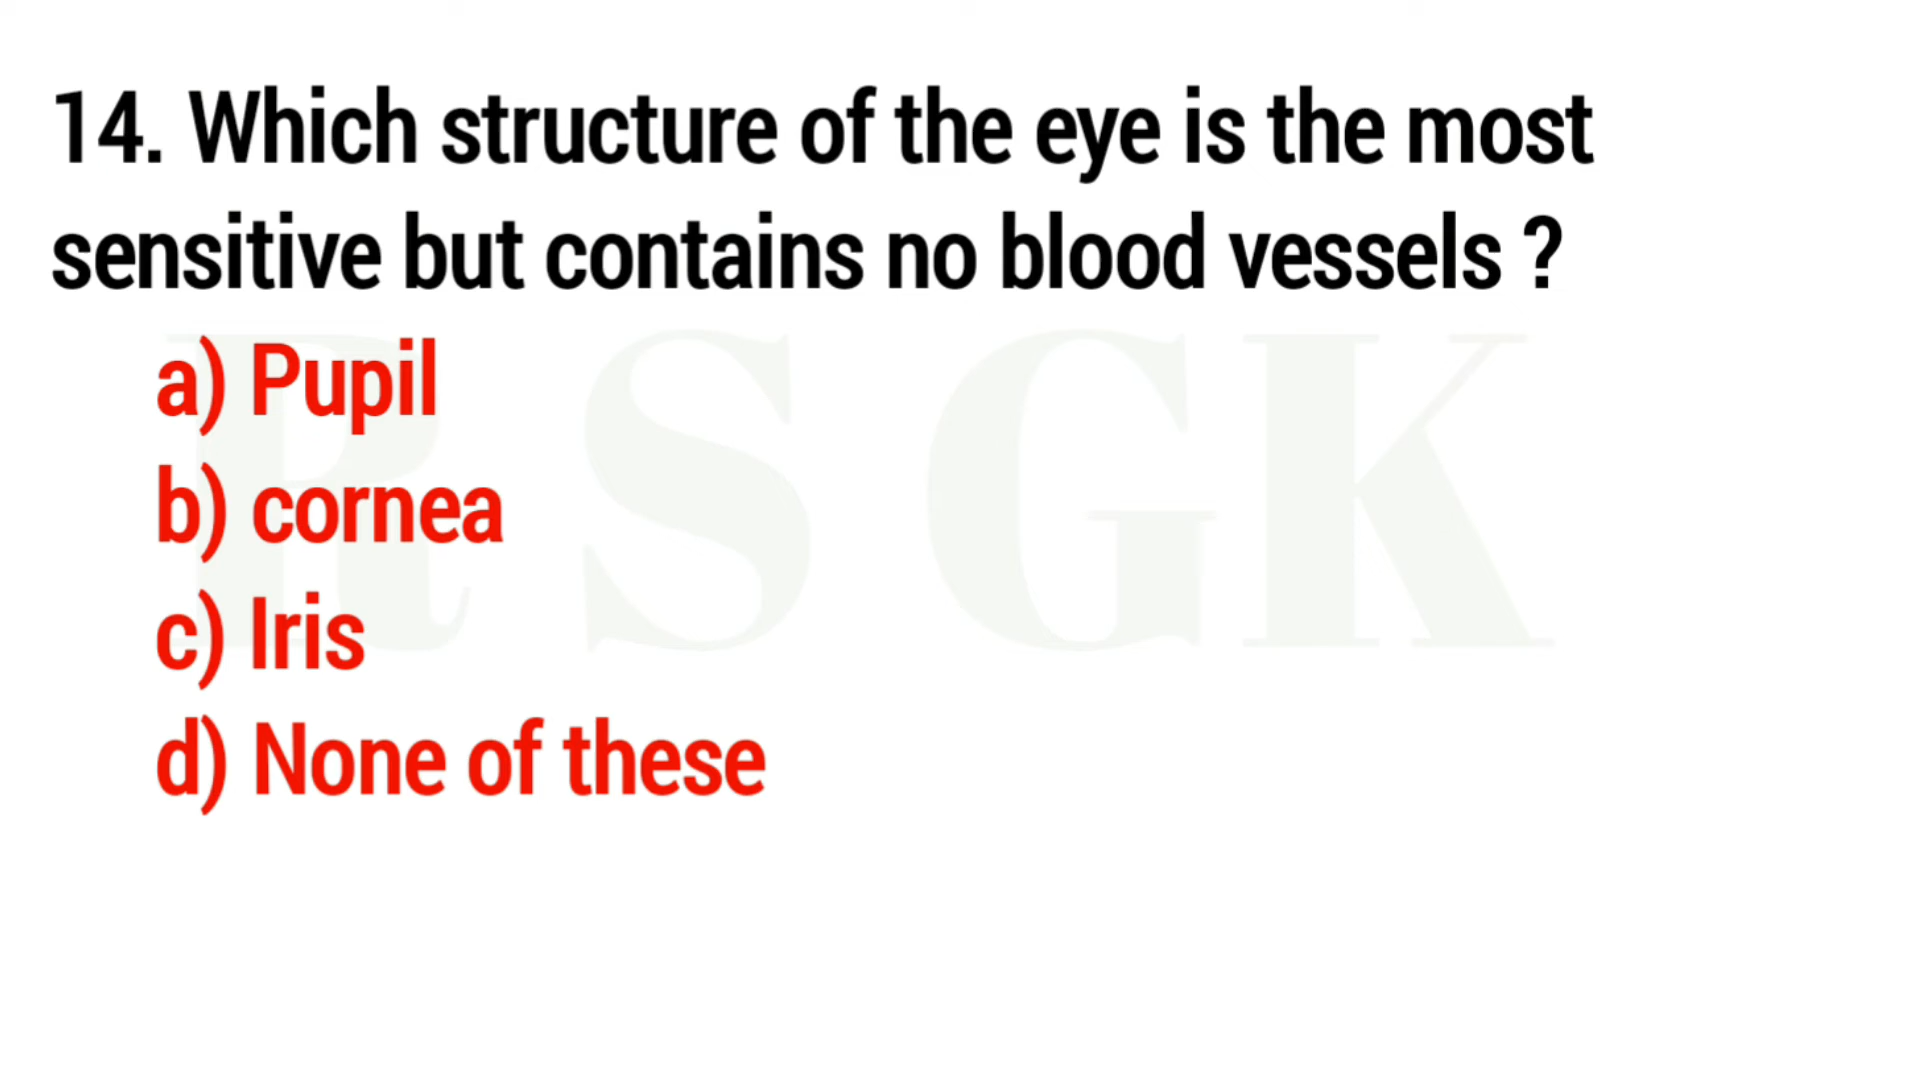 14. Which structure of the eye is the most
sensitive but contains no blood vessels ?
a) Pupil
b) cornea
c) Iris
d) None of these
R S GK